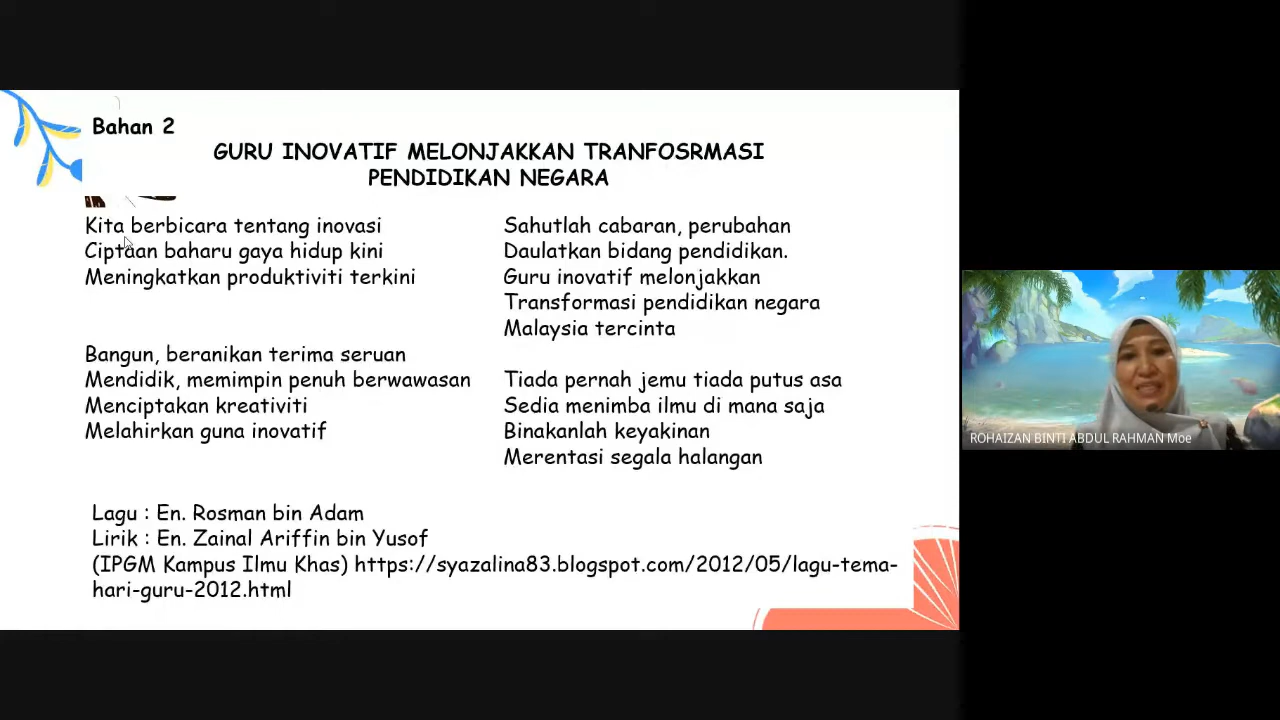 Bahan 2
GURU INOVATIF MELONJAKKAN TRANFOSRMASI
PENDIDIKAN NEGARA
Kita berbicara tentang inovasi
Ciptaan baharu gaya hidup kini
Meningkatkan produktiviti terkini
Bangun, beranikan terima seruan
Mendidik, memimpin penuh berwawasan
Menciptakan kreativiti
Melahirkan guna inovatif
Sahutlah cabaran, perubahan
Daulatkan bidang pendidikan.
Guru inovatif melonjakkan
Transformasi pendidikan negara
Malaysia tercinta
Tiada pernah jemu tiada putus asa
Sedia menimba ilmu di mana saja
Binakanlah keyakinan
Merentasi segala halangan
Lagu : En. Rosman bin Adam
Lirik : En. Zainal Ariffin bin Yusof
(IPGM Kampus Ilmu Khas) https://syazalina83.blogspot.com/2012/05/lagu-tema-
hari-guru-2012.html
ROHAIZAN BINTI ABDUL RAHMAN Moe